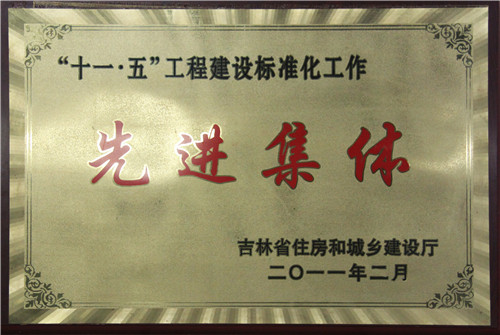 “十一·五”工程建设标准化工作
先进集体
吉林省住房和城乡建设厅
二〇一一年二月